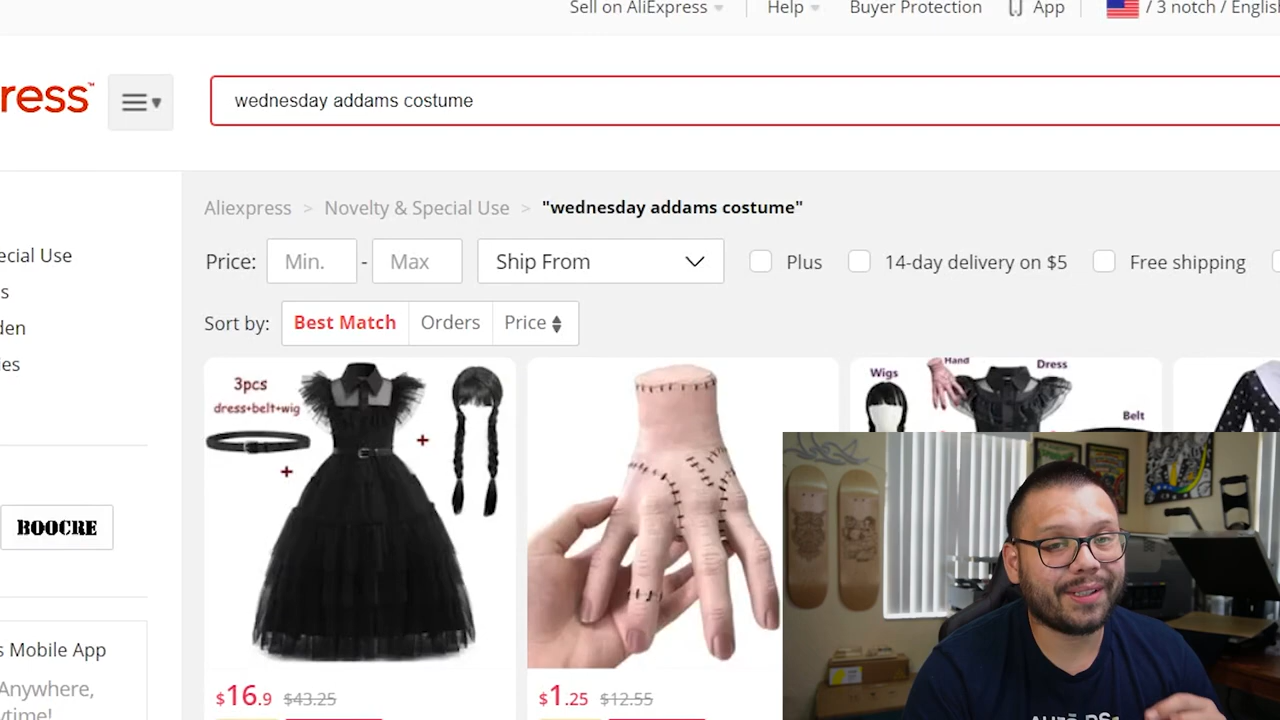 Sell on AliExpress
Help
Buyer Protection
App
/ 3 notch / English
ress™
wednesday addams costume
Aliexpress > Novelty & Special Use > "wednesday addams costume"
ecial Use
s
den
ies
Price: Min. - Max
Ship From
Plus
14-day delivery on $5
Free shipping
Sort by: Best Match Orders Price
3pcs
dress+belt+wig
+
+
Wigs
Hand
Dress
Belt
BOOCRE
s Mobile App
Anywhere,
ytime!
$16.9 $43.25
$1.25 $12.55